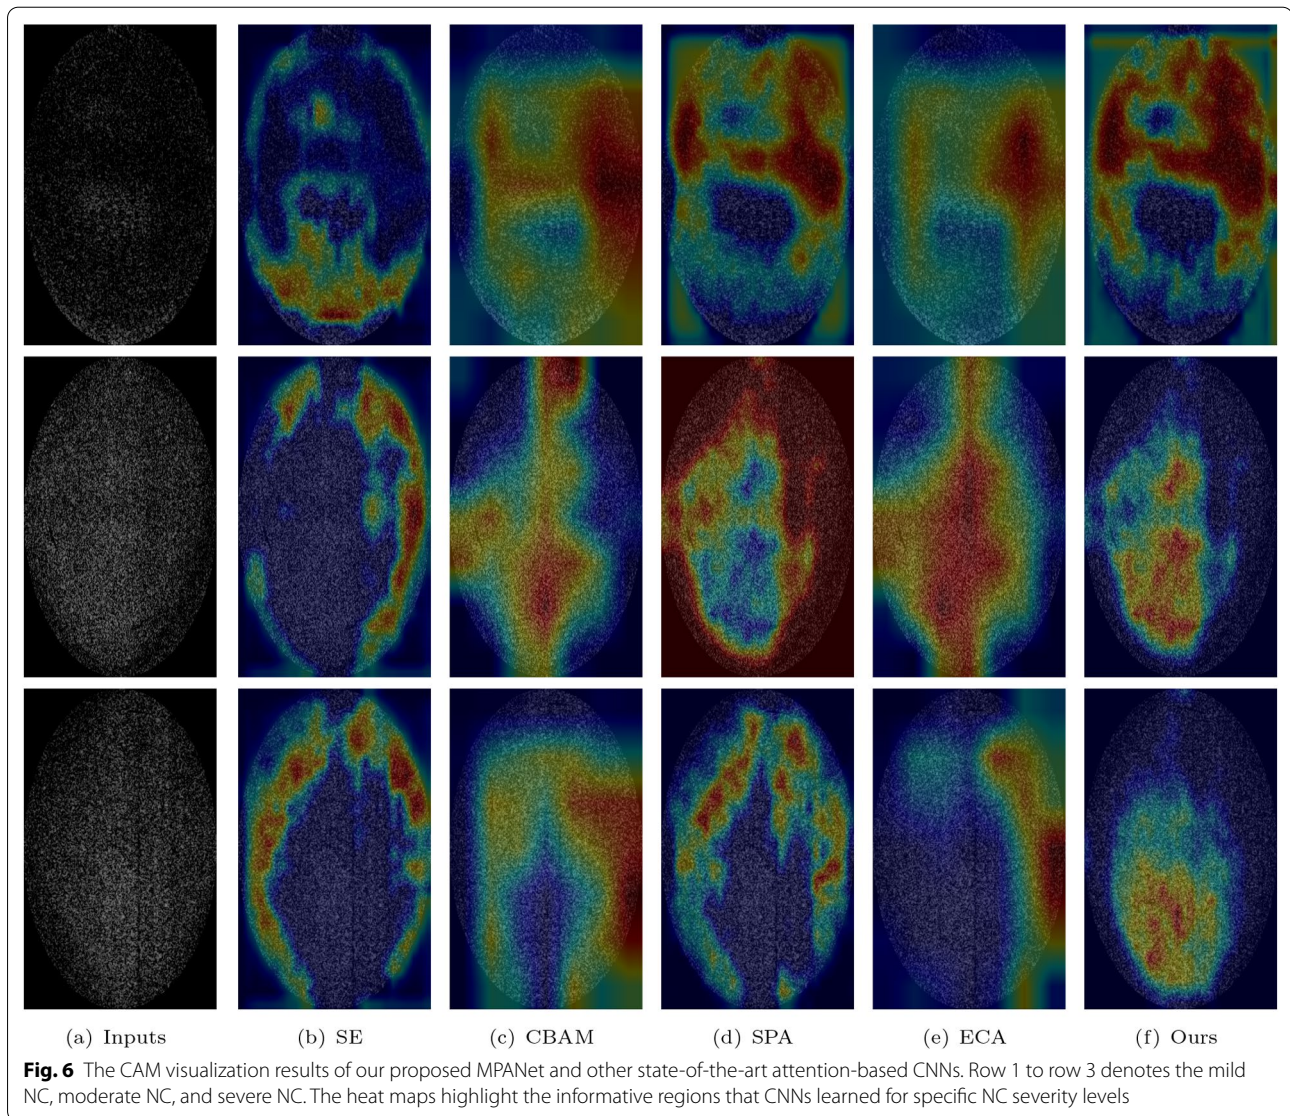 (a) Inputs
(b) SE
(c) CBAM
(d) SPA
(e) ECA
(f) Ours
Fig. 6 The CAM visualization results of our proposed MPANet and other state-of-the-art attention-based CNNs. Row 1 to row 3 denotes the mild
NC, moderate NC, and severe NC. The heat maps highlight the informative regions that CNNs learned for specific NC severity levels